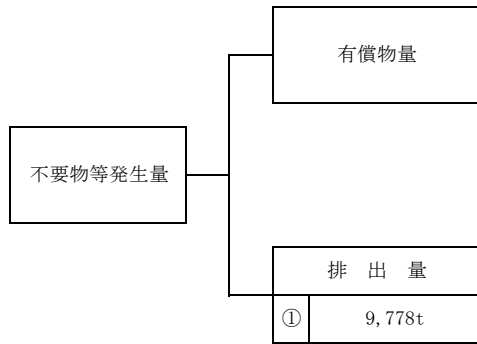 有償物量
不要物等発生量
排 出 量
① 9,778t